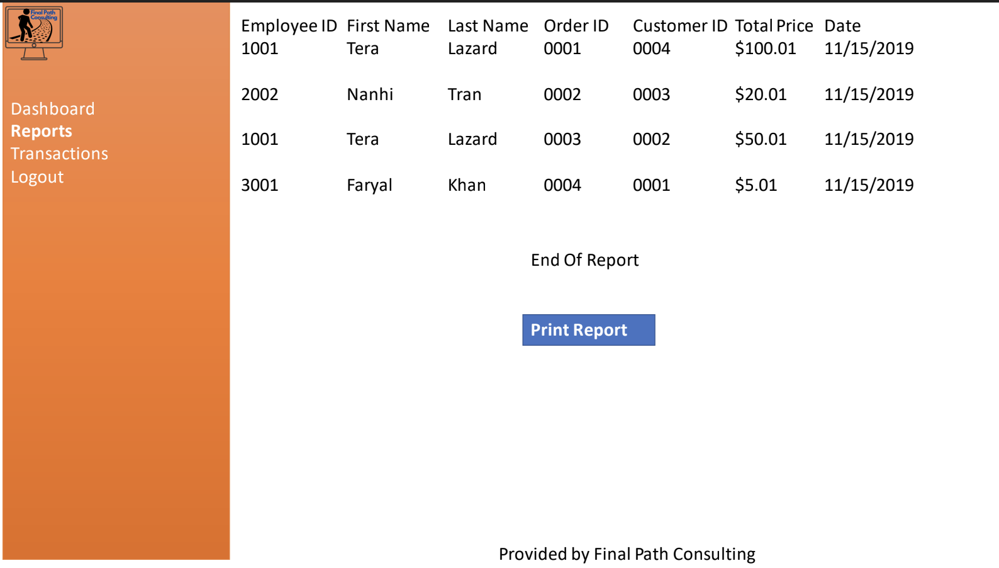 Final Path
Consulting
Dashboard
Reports
Transactions
Logout
Employee ID First Name Last Name Order ID Customer ID Total Price Date
1001 Tera Lazard 0001 0004 $100.01 11/15/2019
2002 Nanhi Tran 0002 0003 $20.01 11/15/2019
1001 Tera Lazard 0003 0002 $50.01 11/15/2019
3001 Faryal Khan 0004 0001 $5.01 11/15/2019
End Of Report
Print Report
Provided by Final Path Consulting